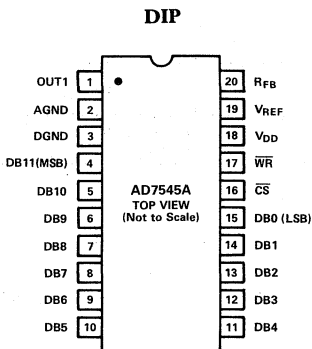 DIP
OUT1 1 20 RFB
AGND 2 19 VREF
DGND 3 18 VDD
DB11(MSB) 4 17 WR
DB10 5 AD7545A 16 CS
TOP VIEW
DB9 6 (Not to Scale) 15 DB0 (LSB)
DB8 7 14 DB1
DB7 8 13 DB2
DB6 9 12 DB3
DB5 10 11 DB4